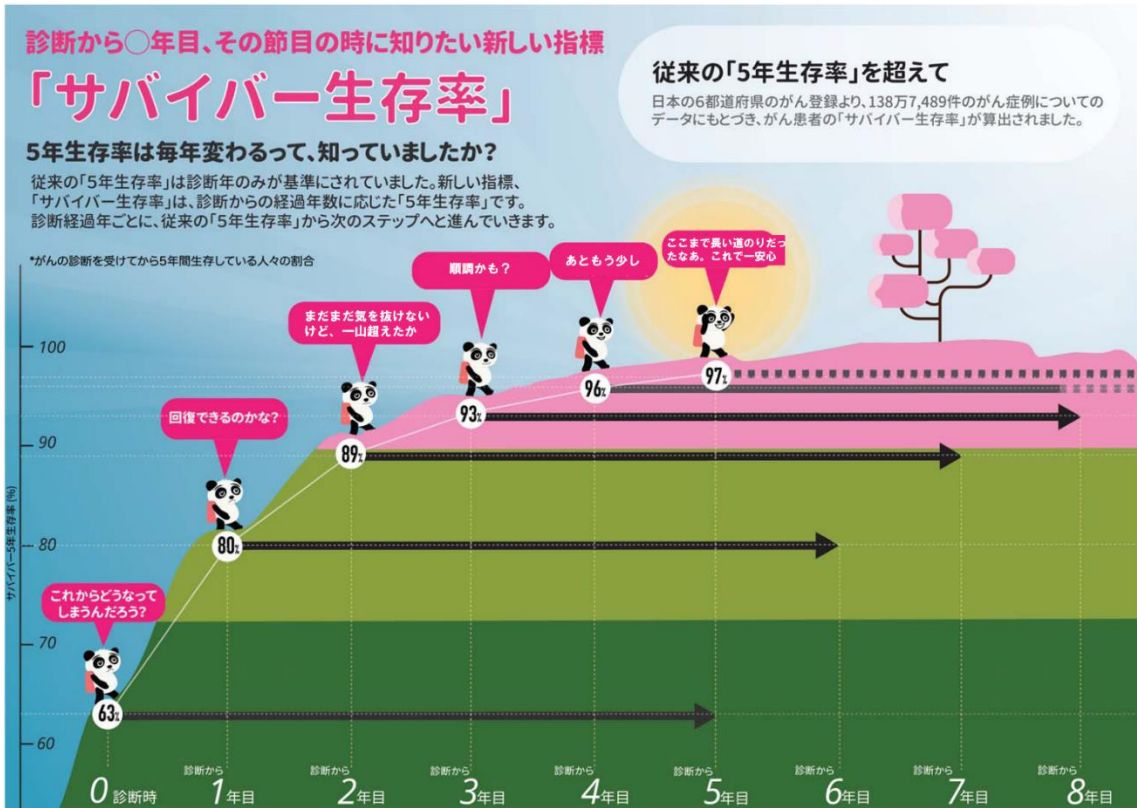 診断から◯年目、その節目の時に知りたい新しい指標
「サバイバー生存率」
5年生存率は毎年変わるって、知っていましたか?
従来の「5年生存率」は診断年のみが基準にされていました。新しい指標、
「サバイバー生存率」は、診断からの経過年数に応じた「5年生存率」です。
診断経過年ごとに、従来の「5年生存率」から次のステップへと進んでいきます。
*がんの診断を受けてから5年間生存している人々の割合
従来の「5年生存率」を超えて
日本の6都道府県のがん登録より、138万7,489件のがん症例についての
データにもとづき、がん患者の「サバイバー生存率」が算出されました。
ここまで長い道のりだっ
たなあ。これで一安心
あともう少し
順調かも?
まだまだ気を抜けない
けど、一山超えたか
回復できるのかな?
これからどうなって
しまうんだろう?
サバイバー5年生存率(%)
100
90
80
70
60
63%
80%
89%
93%
96%
97%
0 診断時
診断から
1年目
診断から
2年目
診断から
3年目
診断から
4年目
診断から
5年目
診断から
6年目
診断から
7年目
診断から
8年目